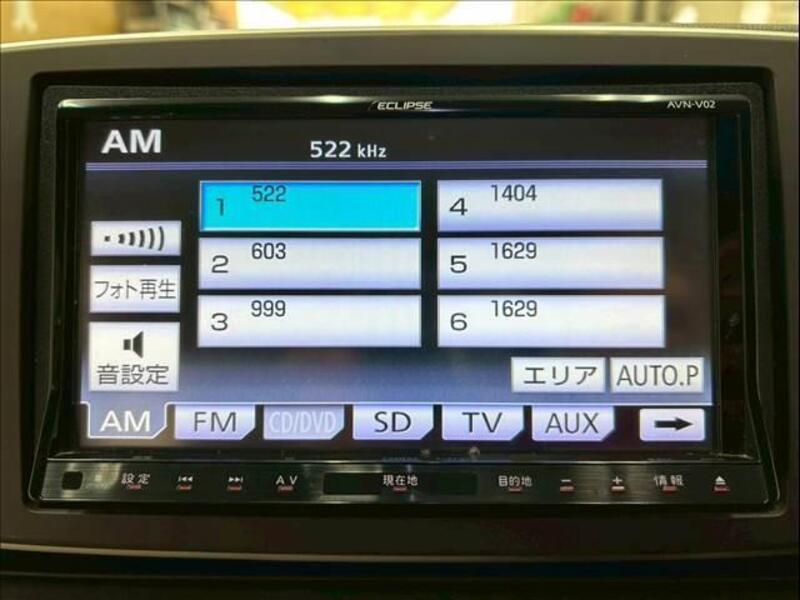 ECLIPSE
AVN-V02
AM
522 kHz
1 522
4 1404
2 603
5 1629
3 999
6 1629
フォト再生
音設定
エリア
AUTO.P
AM
FM
CD/DVD
SD
TV
AUX
設定
AV
現在地
目的地
−
+
情報